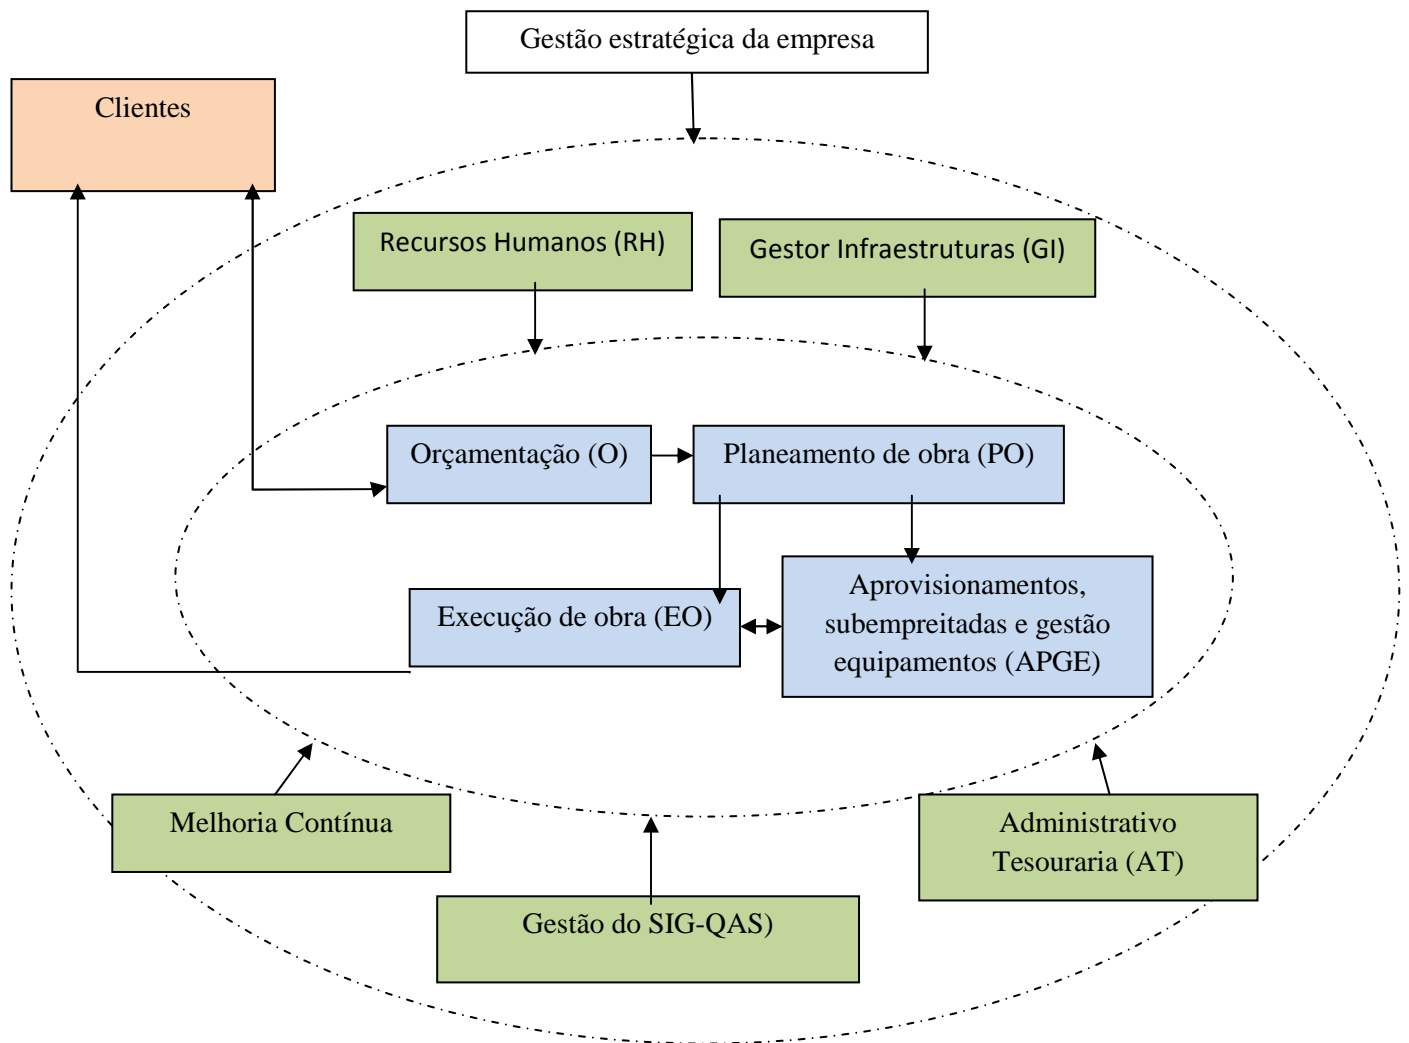 Gestão estratégica da empresa
Clientes
Recursos Humanos (RH)
Gestor Infraestruturas (GI)
Orçamentação (O)
Planeamento de obra (PO)
Execução de obra (EO)
Aprovisionamentos,
subempreitadas e gestão
equipamentos (APGE)
Melhoria Contínua
Administrativo
Tesouraria (AT)
Gestão do SIG-QAS)